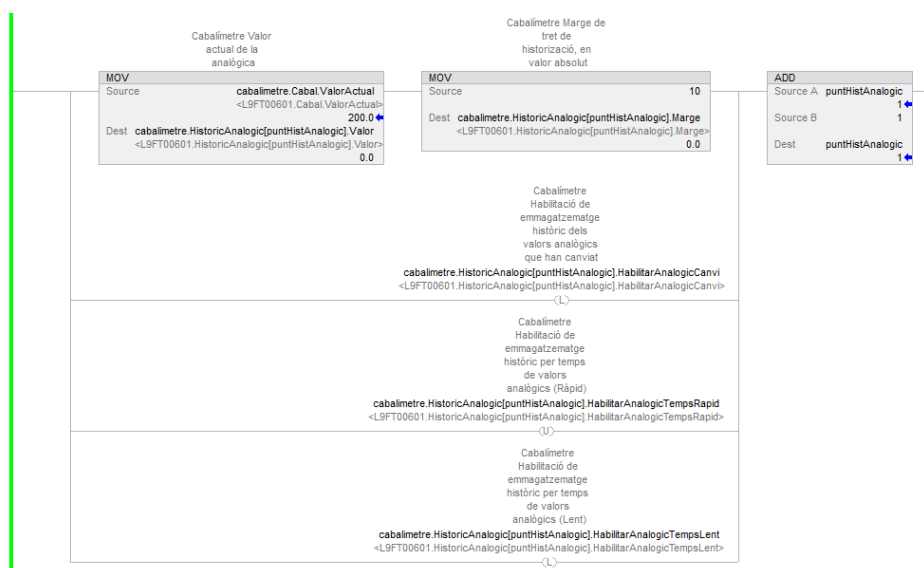 Cabalímetre Valor
actual de la
analògica
MOV
Source cabalimetre.Cabal.ValorActual
<L9FT00601.Cabal.ValorActual>
200.0
Dest cabalimetre.HistoricAnalogic[puntHistAnalogic].Valor
<L9FT00601.HistoricAnalogic[puntHistAnalogic].Valor>
0.0
Cabalímetre Marge de
tret de
historizació, en
valor absolut
MOV
Source 10
Dest cabalimetre.HistoricAnalogic[puntHistAnalogic].Marge
<L9FT00601.HistoricAnalogic[puntHistAnalogic].Marge>
0.0
ADD
Source A puntHistAnalogic
1
Source B 1
Dest puntHistAnalogic
1
Cabalímetre
Habilitació de
emmagatzematge
històric dels
valors analògics
que han canviat
cabalimetre.HistoricAnalogic[puntHistAnalogic].HabilitarAnalogicCanvi
<L9FT00601.HistoricAnalogic[puntHistAnalogic].HabilitarAnalogicCanvi>
(L)
Cabalímetre
Habilitació de
emmagatzematge
històric per temps
de valors
analògics (Ràpid)
cabalimetre.HistoricAnalogic[puntHistAnalogic].HabilitarAnalogicTempsRapid
<L9FT00601.HistoricAnalogic[puntHistAnalogic].HabilitarAnalogicTempsRapid>
(U)
Cabalímetre
Habilitació de
emmagatzematge
històric per temps
de valors
analògics (Lent)
cabalimetre.HistoricAnalogic[puntHistAnalogic].HabilitarAnalogicTempsLent
<L9FT00601.HistoricAnalogic[puntHistAnalogic].HabilitarAnalogicTempsLent>
(L)